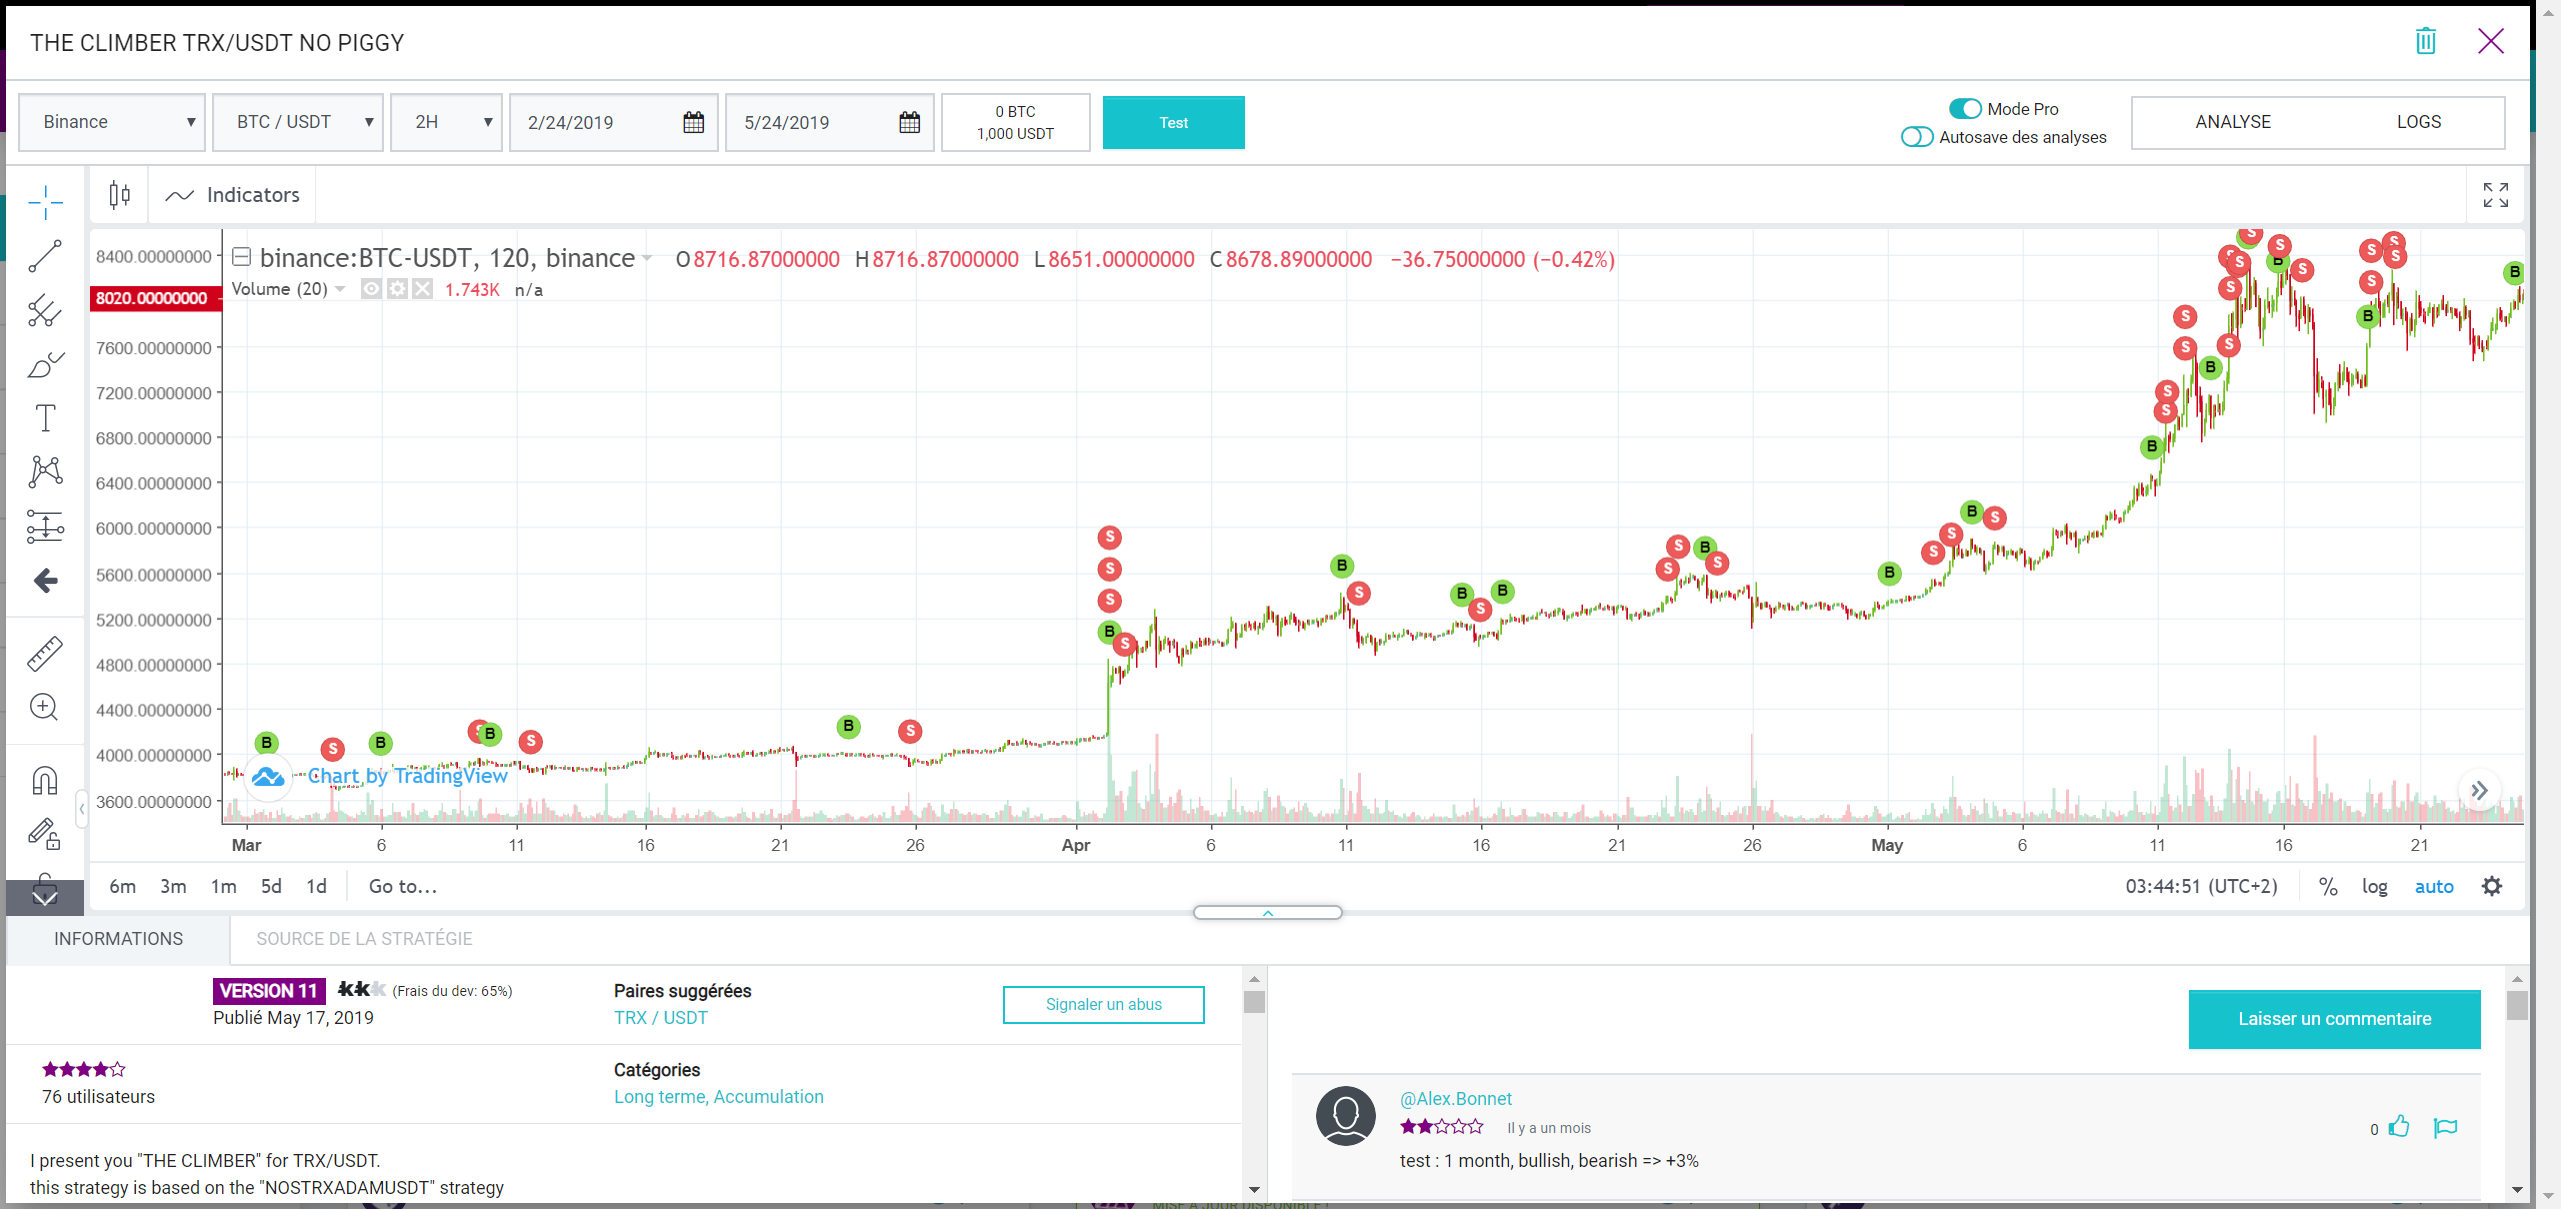 THE CLIMBER TRX/USDT NO PIGGY
Binance
BTC / USDT
2H
2/24/2019
5/24/2019
0 BTC
1,000 USDT
Test
Mode Pro
Autosave des analyses
ANALYSE
LOGS
Indicators
binance:BTC-USDT, 120, binance
O 8716.87000000 H 8716.87000000 L 8651.00000000 C 8678.89000000 −36.75000000 (−0.42%)
Volume (20)
1.743K n/a
8400.00000000
8020.00000000
7600.00000000
7200.00000000
6800.00000000
6400.00000000
6000.00000000
5600.00000000
5200.00000000
4800.00000000
4400.00000000
4000.00000000
3600.00000000
Chart by TradingView
Mar 6 11 16 21 26 Apr 6 11 16 21 26 May 6 11 16 21
6m 3m 1m 5d 1d Go to...
03:44:51 (UTC+2) % log auto
INFORMATIONS
SOURCE DE LA STRATÉGIE
VERSION 11
(Frais du dev: 65%)
Publié May 17, 2019
Paires suggérées
TRX / USDT
Signaler un abus
76 utilisateurs
Catégories
Long terme, Accumulation
I present you "THE CLIMBER" for TRX/USDT.
this strategy is based on the "NOSTRXADAMUSDT" strategy
Laisser un commentaire
@Alex.Bonnet
Il y a un mois
0
test : 1 month, bullish, bearish => +3%